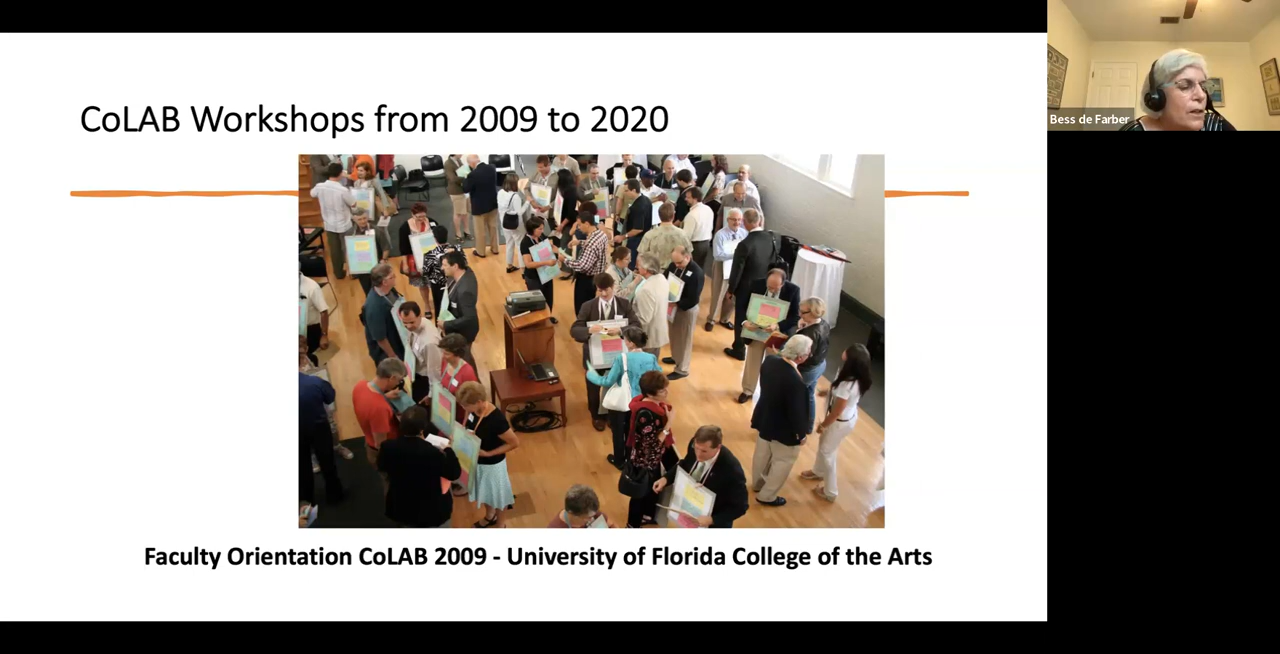 CoLAB Workshops from 2009 to 2020
Bess de Farber
Faculty Orientation CoLAB 2009 - University of Florida College of the Arts